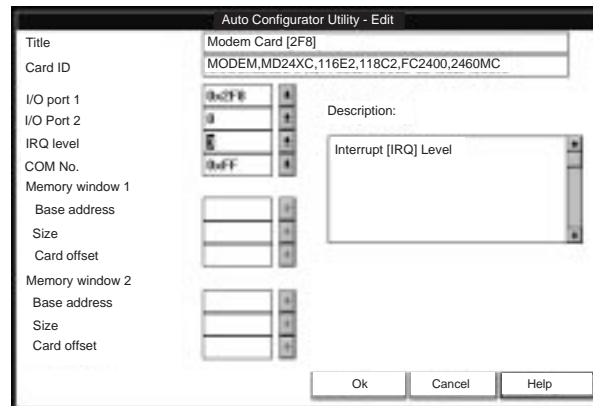 Auto Configurator Utility - Edit
Title Modem Card [2F8]
Card ID MODEM,MD24XC,116E2,118C2,FC2400,2460MC
I/O port 1 0x2F8
Description:
I/O Port 2 0
IRQ level
Interrupt [IRQ] Level
COM No. 0xFF
Memory window 1
Base address
Size
Card offset
Memory window 2
Base address
Size
Card offset
Ok Cancel Help